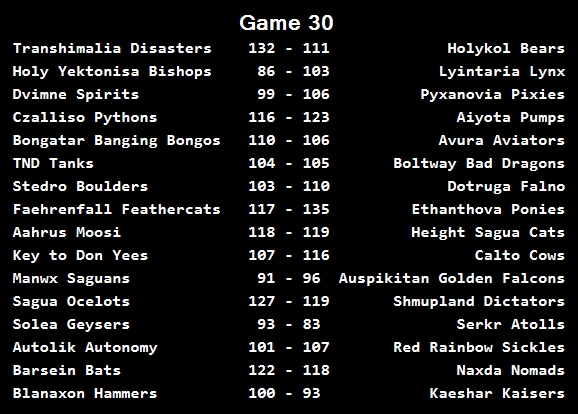 Game 30
Transhimalia Disasters 132 - 111 Holykol Bears
Holy Yektonisa Bishops 86 - 103 Lyintaria Lynx
Dvimne Spirits 99 - 106 Pyxanovia Pixies
Czalliso Pythons 116 - 123 Aiyota Pumps
Bongatar Banging Bongos 110 - 106 Avura Aviators
TND Tanks 104 - 105 Boltway Bad Dragons
Stedro Boulders 103 - 110 Dotruga Falno
Faehrenfall Feathercats 117 - 135 Ethanthova Ponies
Aahrus Moosi 118 - 119 Height Sagua Cats
Key to Don Yees 107 - 116 Calto Cows
Manwx Saguans 91 - 96 Auspikitan Golden Falcons
Sagua Ocelots 127 - 119 Shmupland Dictators
Solea Geysers 93 - 83 Serkr Atolls
Autolik Autonomy 101 - 107 Red Rainbow Sickles
Barsein Bats 122 - 118 Naxda Nomads
Blanaxon Hammers 100 - 93 Kaeshar Kaisers